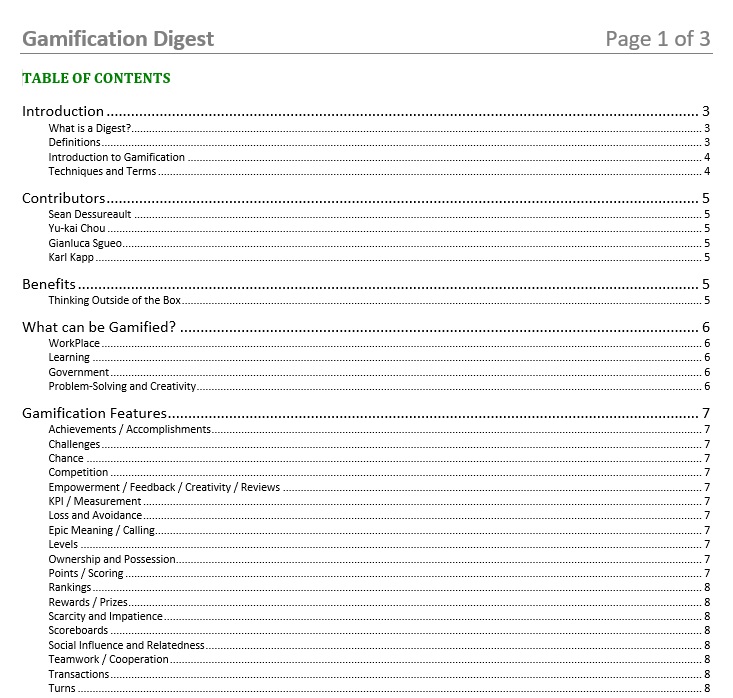 Gamification Digest Page 1 of 3
TABLE OF CONTENTS
Introduction 3
What is a Digest? 3
Definitions 3
Introduction to Gamification 4
Techniques and Terms 4
Contributors 5
Sean Dessureault 5
Yu-kai Chou 5
Gianluca Sgueo 5
Karl Kapp 5
Benefits 5
Thinking Outside of the Box 5
What can be Gamified? 6
WorkPlace 6
Learning 6
Government 6
Problem-Solving and Creativity 6
Gamification Features 7
Achievements / Accomplishments 7
Challenges 7
Chance 7
Competition 7
Empowerment / Feedback / Creativity / Reviews 7
KPI / Measurement 7
Loss and Avoidance 7
Epic Meaning / Calling 7
Levels 7
Ownership and Possession 7
Points / Scoring 7
Rankings 8
Rewards / Prizes 8
Scarcity and Impatience 8
Scoreboards 8
Social Influence and Relatedness 8
Teamwork / Cooperation 8
Transactions 8
Turns 8